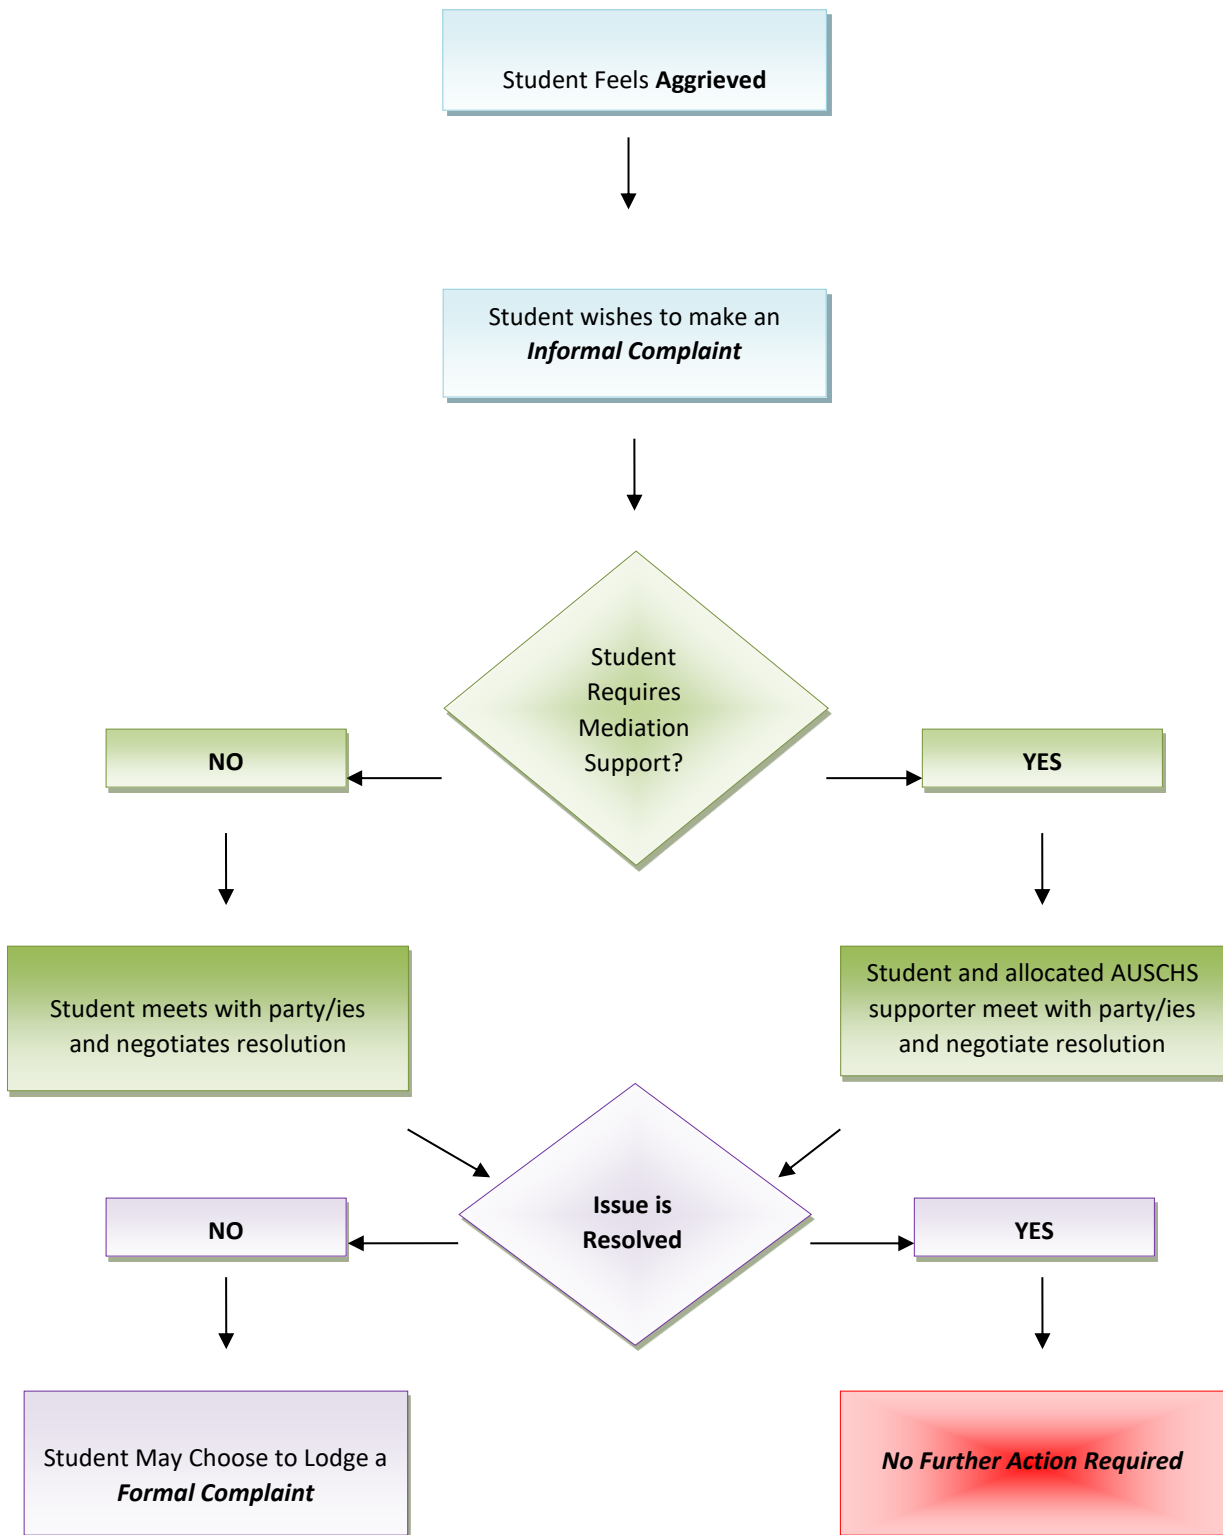 Student Feels Aggrieved
Student wishes to make an
Informal Complaint
Student
Requires
Mediation
Support?
NO
YES
Student meets with party/ies
and negotiates resolution
Student and allocated AUSCHS
supporter meet with party/ies
and negotiate resolution
Issue is
Resolved
NO
YES
Student May Choose to Lodge a
Formal Complaint
No Further Action Required